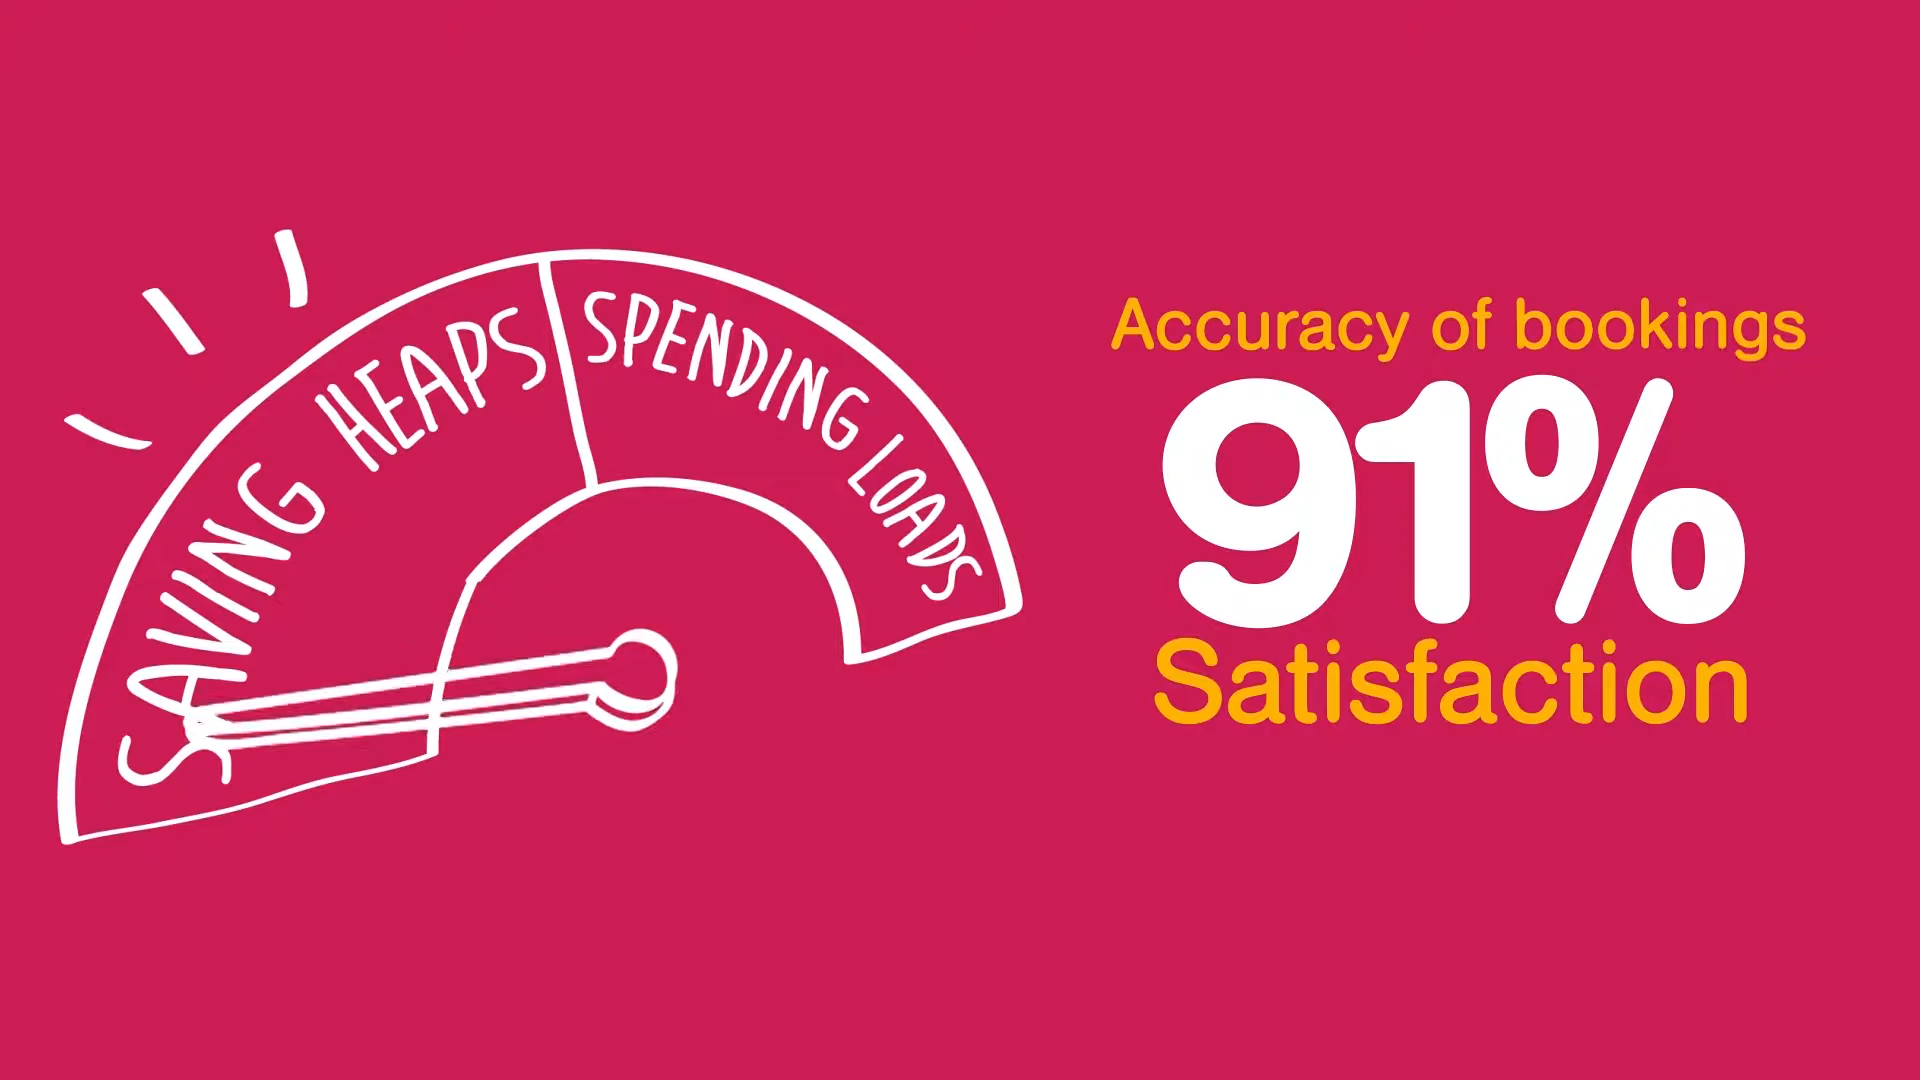 SAVING HEAPS
SPENDING LOADS
Accuracy of bookings
91%
Satisfaction